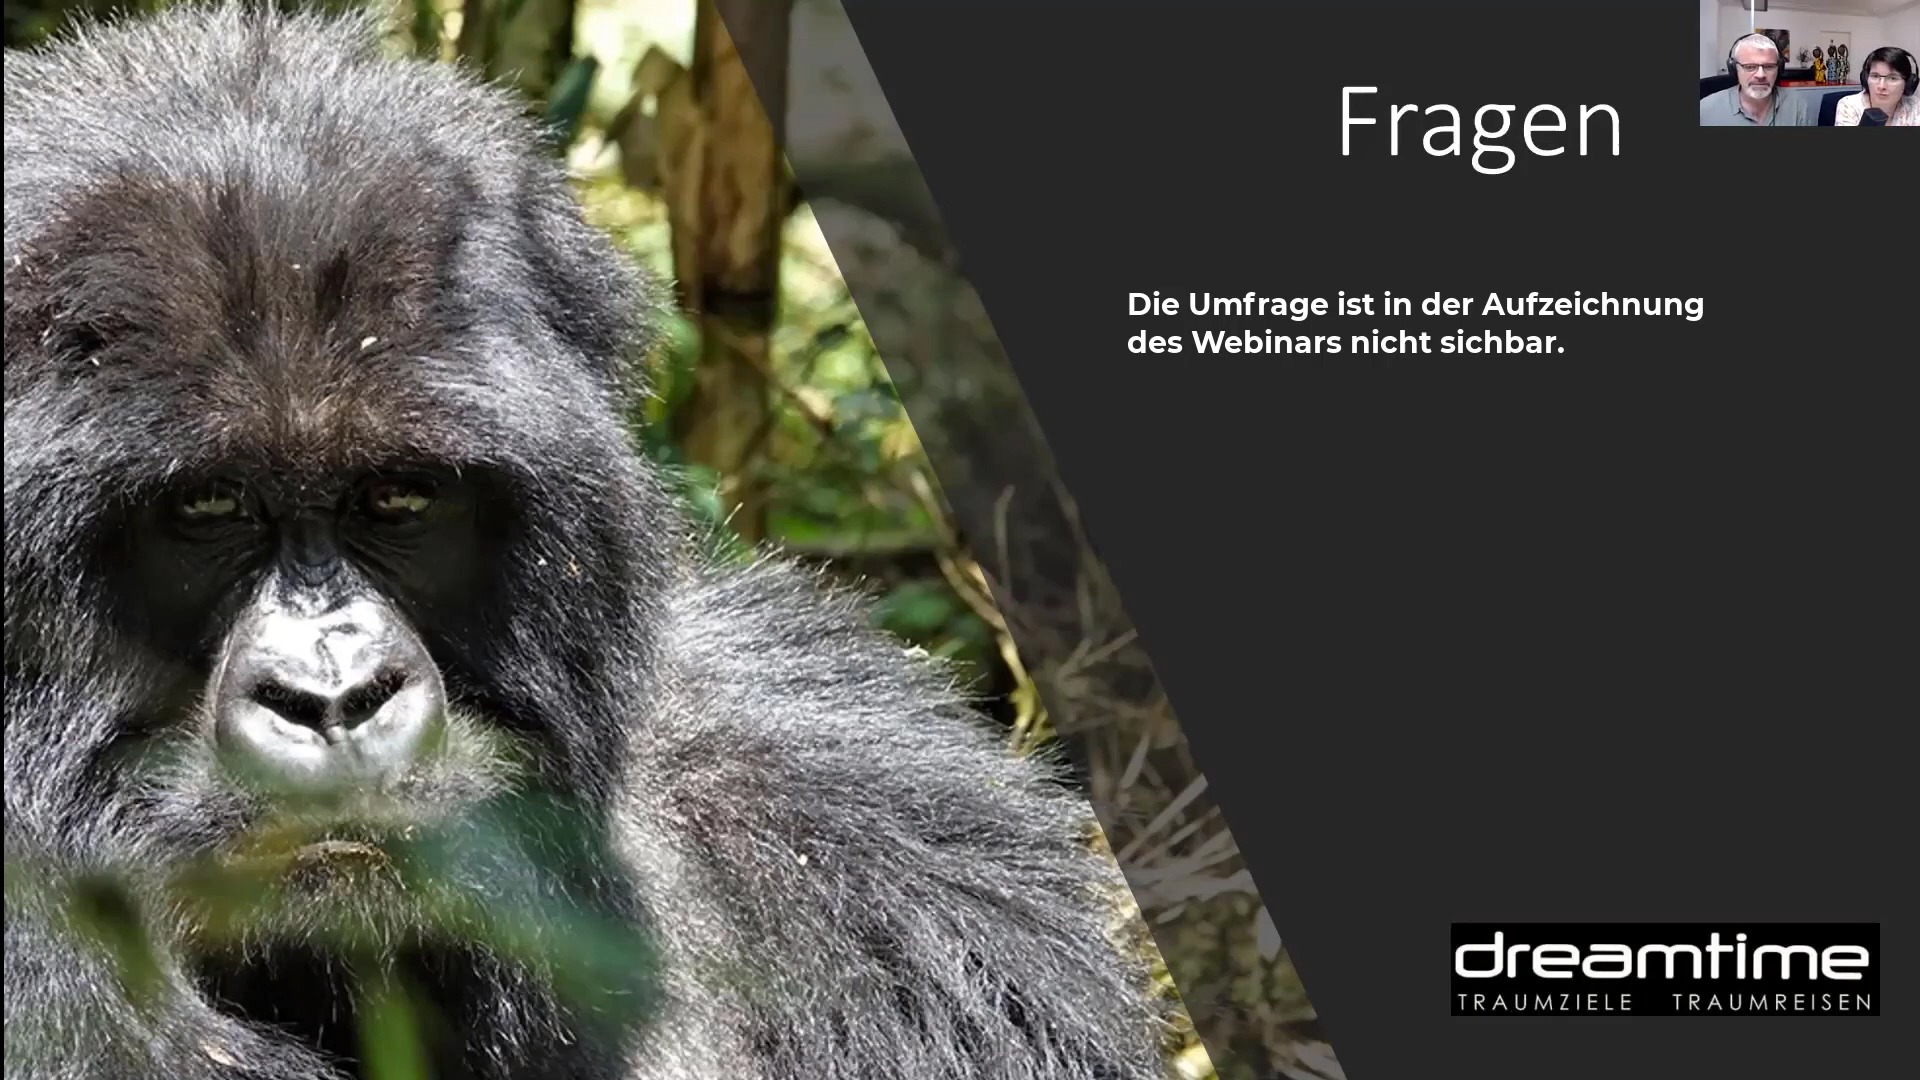 Fragen
Die Umfrage ist in der Aufzeichnung
des Webinars nicht sichbar.
dreamtime
TRAUMZIELE TRAUMREISEN